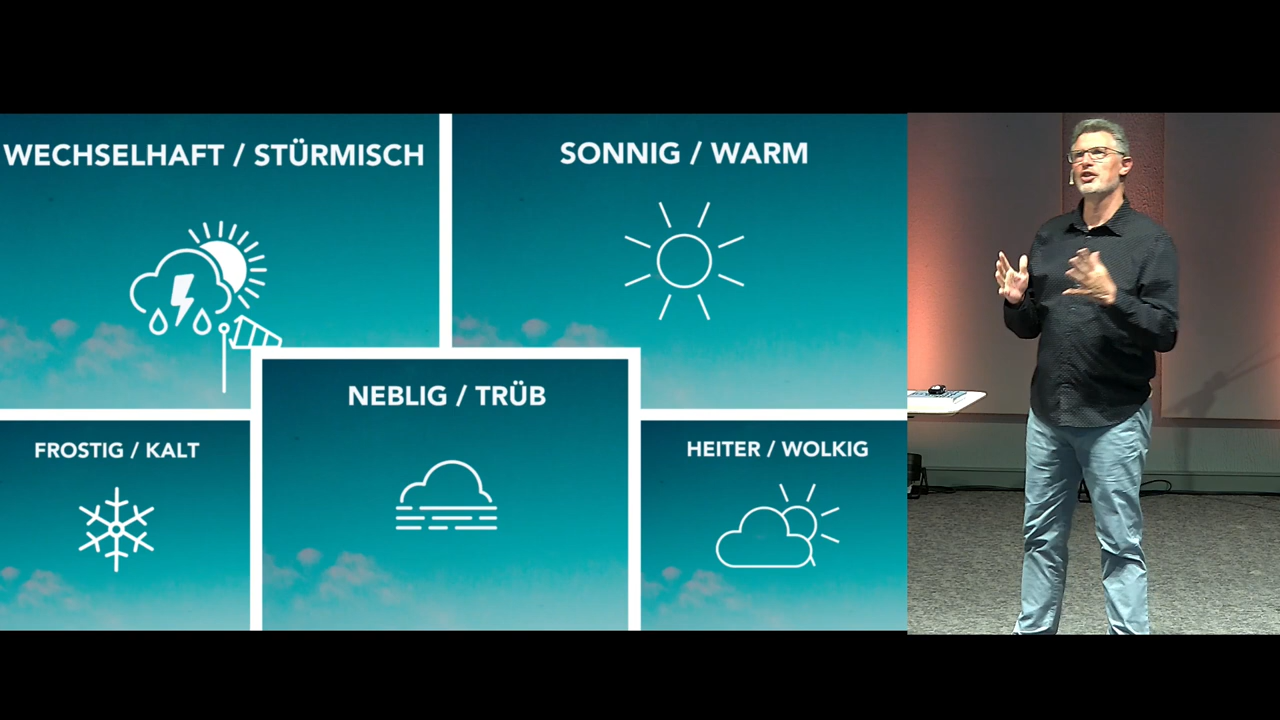 WECHSELHAFT / STÜRMISCH
SONNIG / WARM
NEBLIG / TRÜB
FROSTIG / KALT
HEITER / WOLKIG